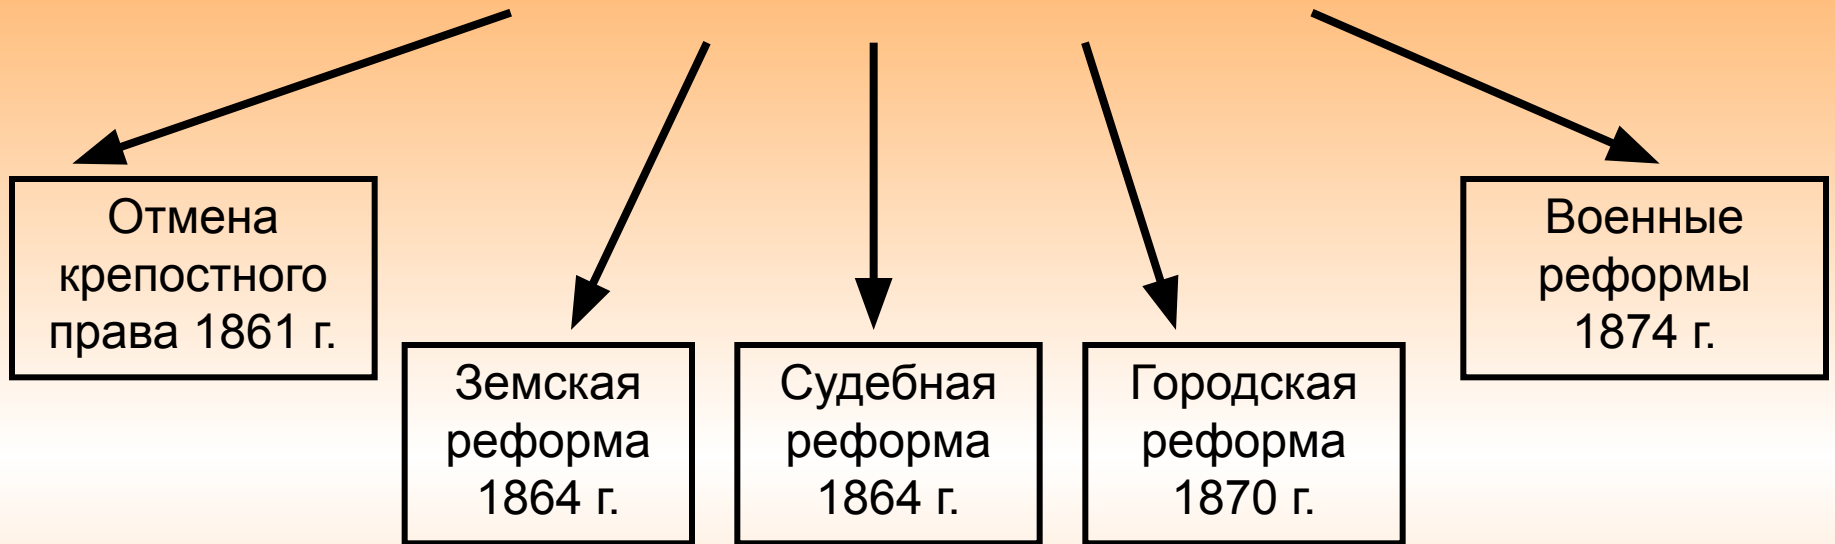 Отмена
крепостного
права 1861 г.
Земская
реформа
1864 г.
Судебная
реформа
1864 г.
Городская
реформа
1870 г.
Военные
реформы
1874 г.